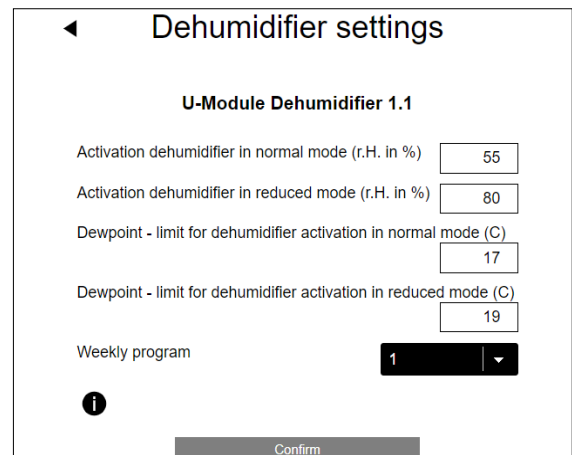 Dehumidifier settings
U-Module Dehumidifier 1.1
Activation dehumidifier in normal mode (r.H. in %) 55
Activation dehumidifier in reduced mode (r.H. in %) 80
Dewpoint - limit for dehumidifier activation in normal mode (C)
17
Dewpoint - limit for dehumidifier activation in reduced mode (C)
19
Weekly program 1
Confirm